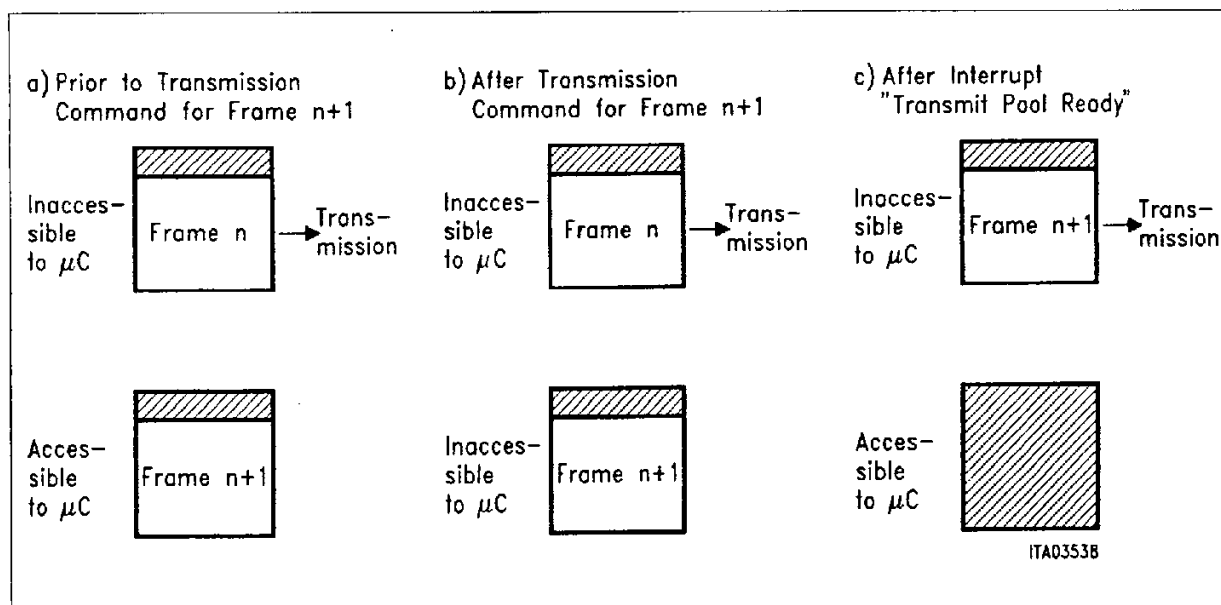 a) Prior to Transmission
Command for Frame n+1
Inacces-
sible
to μC
Frame n
Trans-
mission
Acces-
sible
to μC
Frame n+1
b) After Transmission
Command for Frame n+1
Inacces-
sible
to μC
Frame n
Trans-
mission
Inacces-
sible
to μC
Frame n+1
c) After Interrupt
"Transmit Pool Ready"
Inacces-
sible
to μC
Frame n+1
Trans-
mission
Acces-
sible
to μC
ITA03538